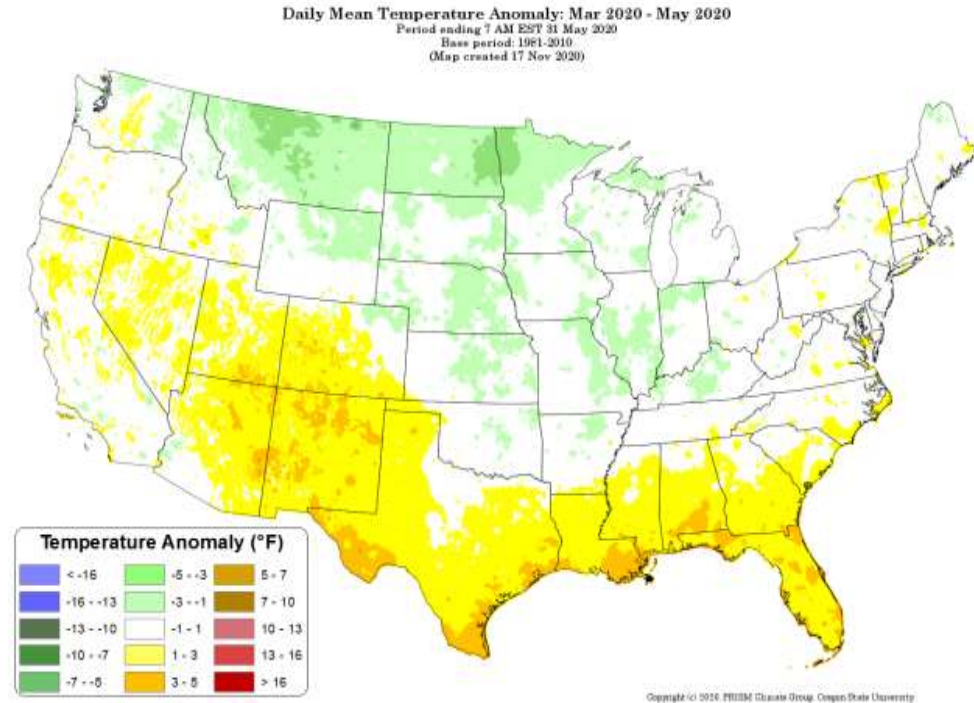 Daily Mean Temperature Anomaly: Mar 2020 - May 2020
Period ending 7 AM EST 31 May 2020
Base period: 1981-2010
(Map created 17 Nov 2020)
Temperature Anomaly (°F)
< -16
-16 - -13
-13 - -10
-10 - -7
-7 - -5
-5 - -3
-3 - -1
-1 - 1
1 - 3
3 - 5
5 - 7
7 - 10
10 - 13
13 - 16
> 16
Copyright (c) 2020, PRISM Climate Group, Oregon State University